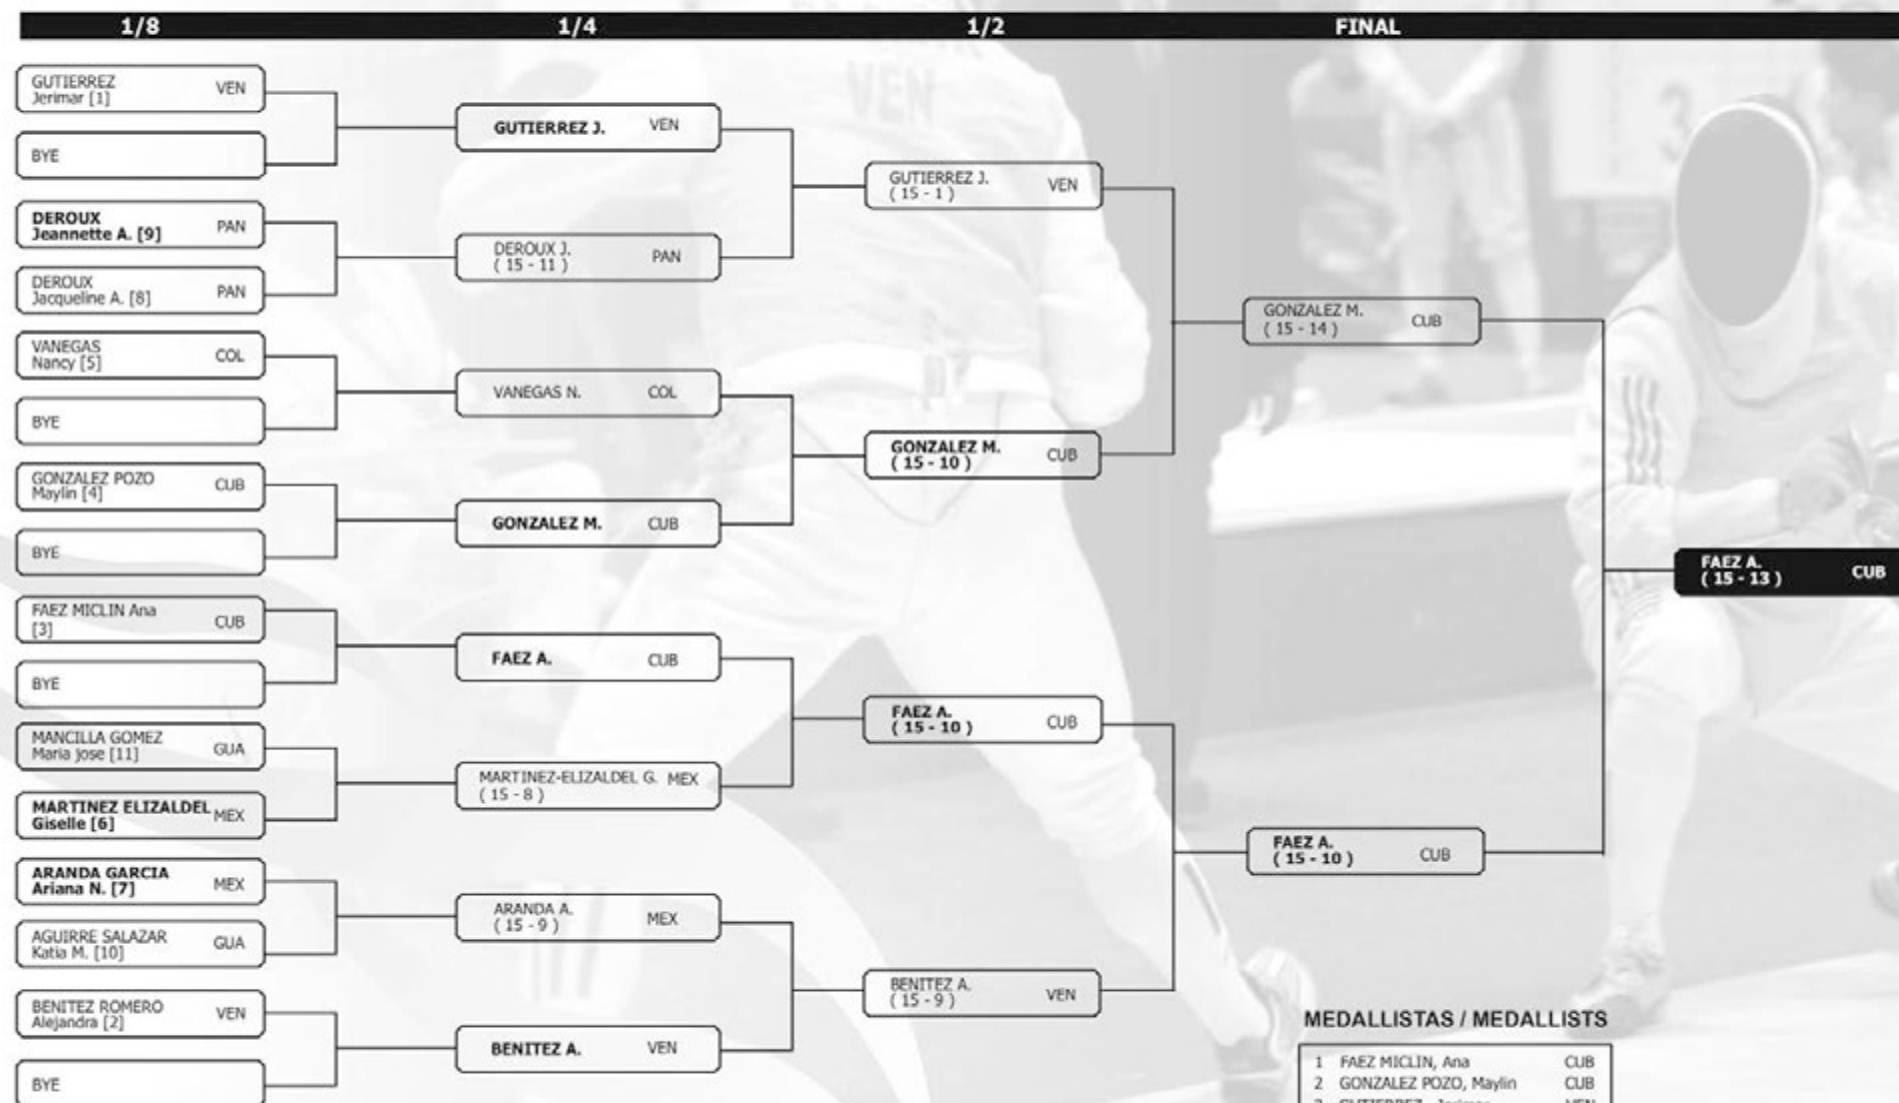 1/8 1/4 1/2 FINAL
GUTIERREZ
Jerimar [1] VEN
BYE
DEROUX
Jeannette A. [9] PAN
DEROUX
Jacqueline A. [8] PAN
VANEGAS
Nancy [5] COL
BYE
GONZALEZ POZO
Maylin [4] CUB
BYE
FAEZ MICLIN Ana
[3] CUB
BYE
MANCILLA GOMEZ
Maria jose [11] GUA
MARTINEZ ELIZALDEL
Giselle [6] MEX
ARANDA GARCIA
Ariana N. [7] MEX
AGUIRRE SALAZAR
Katia M. [10] GUA
BENITEZ ROMERO
Alejandra [2] VEN
BYE
GUTIERREZ J. VEN
DEROUX J.
( 15 - 11 ) PAN
VANEGAS N. COL
GONZALEZ M. CUB
FAEZ A. CUB
MARTINEZ-ELIZALDEL G. MEX
( 15 - 8 )
ARANDA A.
( 15 - 9 ) MEX
BENITEZ A. VEN
GUTIERREZ J.
( 15 - 1 ) VEN
GONZALEZ M.
( 15 - 10 ) CUB
FAEZ A.
( 15 - 10 ) CUB
BENITEZ A.
( 15 - 9 ) VEN
GONZALEZ M.
( 15 - 14 ) CUB
FAEZ A.
( 15 - 10 ) CUB
FAEZ A.
( 15 - 13 ) CUB
MEDALLISTAS / MEDALLISTS
1 FAEZ MICLIN, Ana CUB
2 GONZALEZ POZO, Maylin CUB
VEN
3